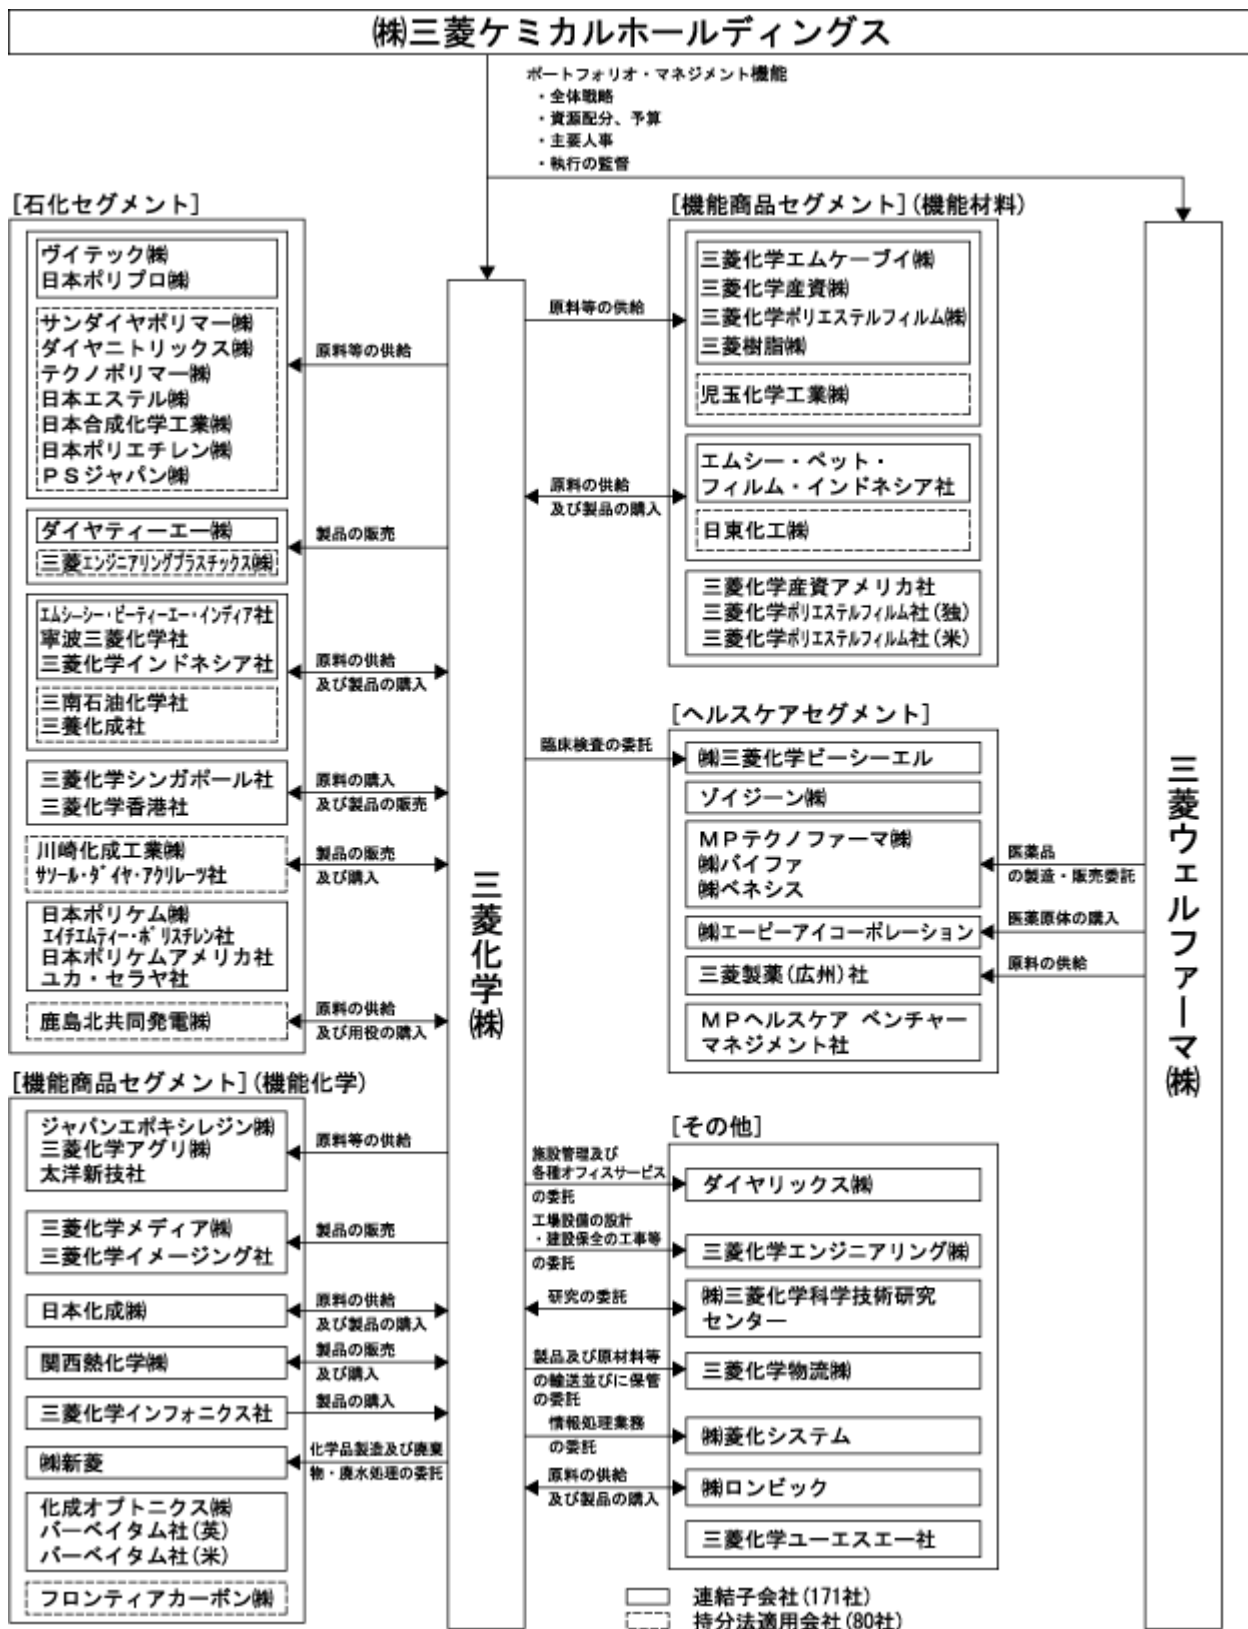 ㈱三菱ケミカルホールディングス
ポートフォリオ・マネジメント機能
・全体戦略
・資源配分、予算
・主要人事
・執行の監督
[石化セグメント]
ヴイテック㈱
日本ポリプロ㈱
サンダイヤポリマー㈱
ダイヤニトリックス㈱
テクノポリマー㈱
日本エステル㈱
日本合成化学工業㈱
日本ポリエチレン㈱
PSジャパン㈱
原料等の供給
ダイヤティーエー㈱
三菱エンジニアリングプラスチックス㈱
製品の販売
エムシーシー・ピーティーエー・インディア社
寧波三菱化学社
三菱化学インドネシア社
三南石油化学社
三養化成社
原料の供給
及び製品の購入
三菱化学シンガポール社
三菱化学香港社
原料の購入
及び製品の販売
川崎化成工業㈱
サソール・ダイヤ・アクリレーツ社
製品の販売
及び購入
日本ポリケム㈱
エイチエムティー・ポリスチレン社
日本ポリケムアメリカ社
ユカ・セラヤ社
鹿島北共同発電㈱
原料の供給
及び用役の購入
[機能商品セグメント](機能化学)
ジャパンエポキシレジン㈱
三菱化学アグリ㈱
太洋新技社
原料等の供給
三菱化学メディア㈱
三菱化学イメージング社
製品の販売
日本化成㈱
原料の供給
及び製品の購入
関西熱化学㈱
製品の販売
及び購入
三菱化学インフォニクス社
製品の購入
㈱新菱
化学品製造及び廃棄
物・廃水処理の委託
化成オプトニクス㈱
バーベイタム社(英)
バーベイタム社(米)
フロンティアカーボン㈱
三菱化学㈱
[機能商品セグメント](機能材料)
原料等の供給
三菱化学エムケーブイ㈱
三菱化学産資㈱
三菱化学ポリエステルフィルム㈱
三菱樹脂㈱
児玉化学工業㈱
原料の供給
及び製品の購入
エムシー・ペット・
フィルム・インドネシア社
日東化工㈱
三菱化学産資アメリカ社
三菱化学ポリエステルフィルム社(独)
三菱化学ポリエステルフィルム社(米)
[ヘルスケアセグメント]
臨床検査の委託
㈱三菱化学ビーシーエル
ゾイジーン㈱
MPテクノファーマ㈱
㈱バイファ
㈱ベネシス
医薬品
の製造・販売委託
㈱エーピーアイコーポレーション
医薬原体の購入
三菱製薬(広州)社
原料の供給
MPヘルスケア ベンチャー
マネジメント社
三菱ウェルファーマ㈱
[その他]
施設管理及び
各種オフィスサービス
の委託
ダイヤリックス㈱
工場設備の設計
・建設保全の工事等
の委託
三菱化学エンジニアリング㈱
研究の委託
㈱三菱化学科学技術研究
センター
製品及び原材料等
の輸送並びに保管
の委託
三菱化学物流㈱
情報処理業務
の委託
㈱菱化システム
原料の供給
及び製品の購入
㈱ロンビック
三菱化学ユーエスエー社
連結子会社(171社)
持分法適用会社(80社)